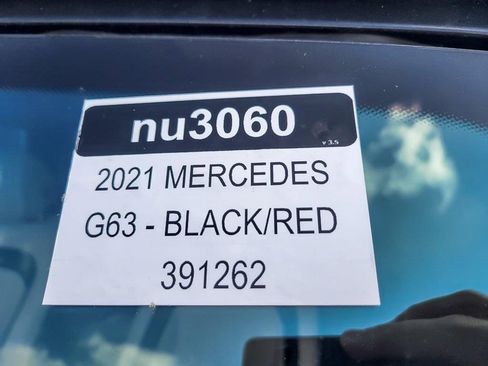 nu3060
v 3.5
2021 MERCEDES
G63 - BLACK/RED
391262